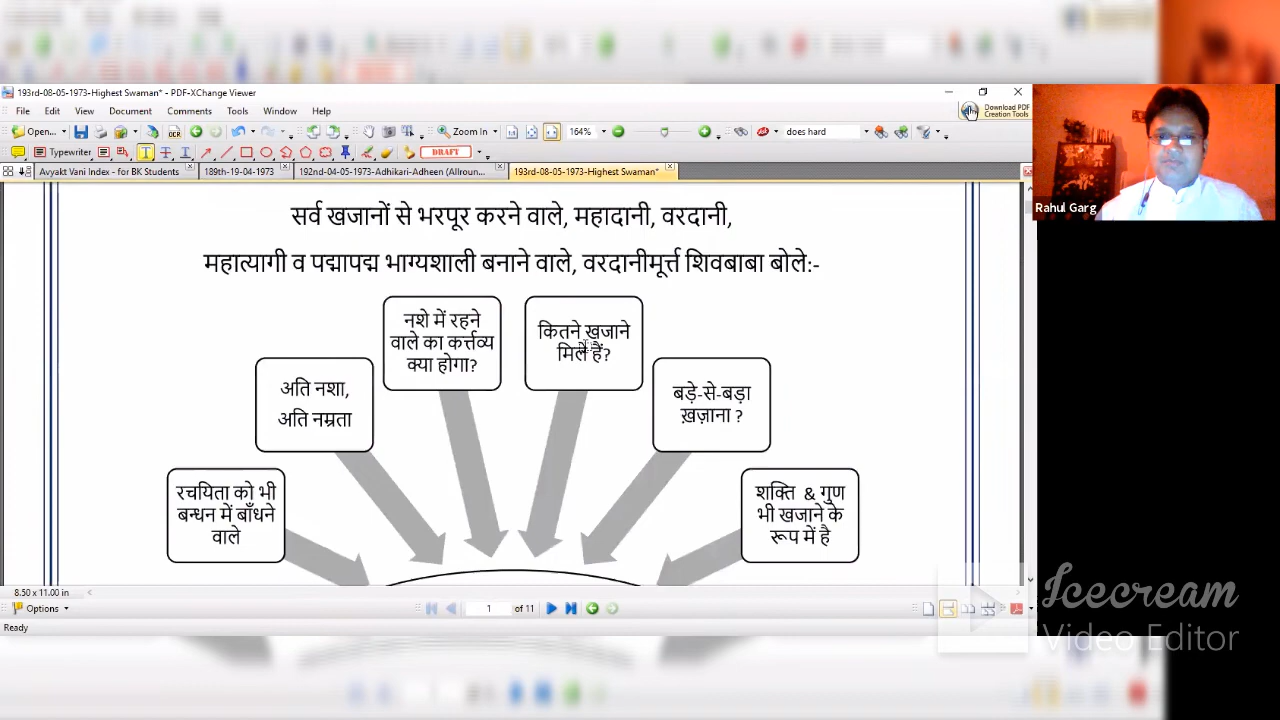 193rd-08-05-1973-Highest Swaman* - PDF-XChange Viewer
File Edit View Document Comments Tools Window Help
Download PDF
Creation Tools
Open... OCR Zoom In 164% does hard
Typewriter DRAFT
Avyakt Vani Index - for BK Students 189th-19-04-1973 192nd-04-05-1973-Adhikari-Adheen (Allroun... 193rd-08-05-1973-Highest Swaman*
Rahul Garg
सर्व खजानों से भरपूर करने वाले, महादानी, वरदानी,
महात्यागी व पद्मापद्म भाग्यशाली बनाने वाले, वरदानीमूर्त्त शिवबाबा बोले:-
नशे में रहने
वाले का कर्त्तव्य
क्या होगा?
कितने खजाने
मिले हैं?
अति नशा,
अति नम्रता
बड़े-से-बड़ा
ख़ज़ाना ?
रचयिता को भी
बन्धन में बाँधने
वाले
शक्ति & गुण
भी खजाने के
रूप में है
8.50 x 11.00 in
Options 1 of 11
Ready
Icecream
Video Editor